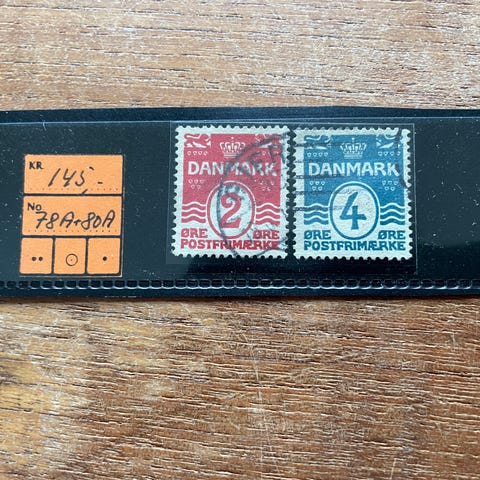 KR.
145,-
No
78A+80A
DANMARK
2
ØRE ØRE
POSTFRIMÆRKE
DANMARK
4
ØRE ØRE
POSTFRIMÆRKE